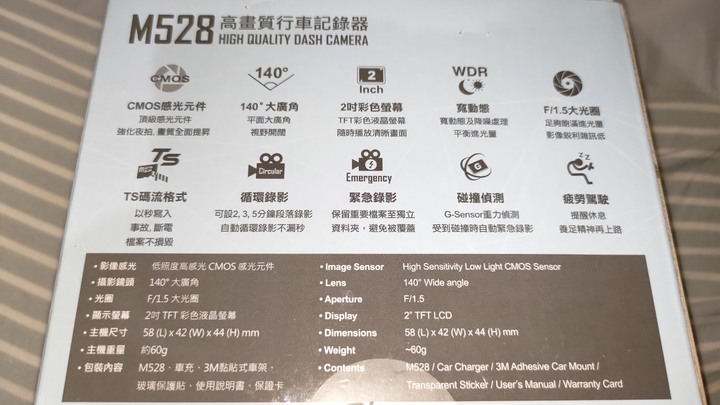 M528 高畫質行車記錄器
HIGH QUALITY DASH CAMERA
CMOS
CMOS感光元件
頂級感光元件
強化夜拍, 畫質全面提昇
140°
140°大廣角
平面大廣角
視野開闊
2
Inch
2吋彩色螢幕
TFT彩色液晶螢幕
隨時播放清晰畫面
WDR
寬動態
寬動態及降噪處理
平衡進光量
F/1.5大光圈
足夠飽滿進光量
影像銳利雜訊低
TS
TS碼流格式
以秒寫入
事故, 斷電
檔案不損毀
Circular
循環錄影
可設2, 3, 5分鐘段落錄影
自動循環錄影不漏秒
Emergency
緊急錄影
保留重要檔案至獨立
資料夾，避免被覆蓋
G
碰撞偵測
G-Sensor重力偵測
受到碰撞時自動緊急錄影
z z z
疲勞駕駛
提醒休息
養足精神再上路
• 影像感光 低照度高感光 CMOS 感光元件
• 攝影鏡頭 140° 大廣角
• 光圈 F/1.5 大光圈
• 顯示螢幕 2吋 TFT 彩色液晶螢幕
• 主機尺寸 58 (L) x 42 (W) x 44 (H) mm
• 主機重量 約60g
• 包裝內容 M528、車充、3M黏貼式車架、
玻璃保護貼、使用說明書、保證卡
• Image Sensor High Sensitivity Low Light CMOS Sensor
• Lens 140° Wide angle
• Aperture F/1.5
• Display 2" TFT LCD
• Dimensions 58 (L) x 42 (W) x 44 (H) mm
• Weight ~60g
• Contents M528 / Car Charger / 3M Adhesive Car Mount /
Transparent Sticker / User's Manual / Warranty Card